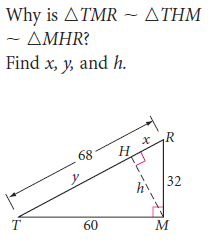 Why is △TMR ~ △THM
~ △MHR?
Find x, y, and h.
x R
H
68
y
32
h
T 60 M